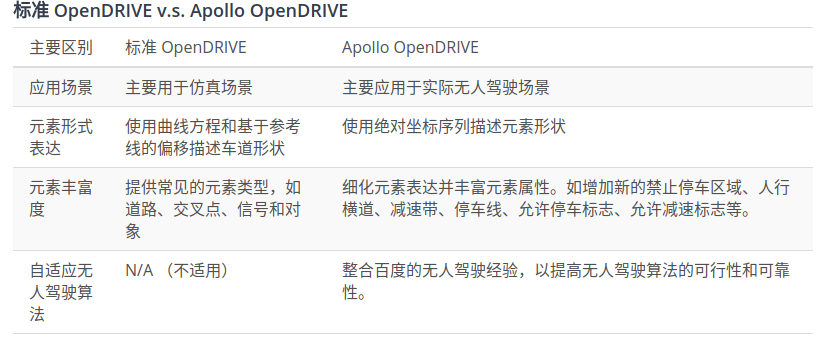 标准 OpenDRIVE v.s. Apollo OpenDRIVE
主要区别 标准 OpenDRIVE Apollo OpenDRIVE
应用场景 主要用于仿真场景 主要应用于实际无人驾驶场景
元素形式
表达
使用曲线方程和基于参考
线的偏移描述车道形状
使用绝对坐标序列描述元素形状
元素丰富
度
提供常见的元素类型，如
道路、交叉点、信号和对
象
细化元素表达并丰富元素属性。如增加新的禁止停车区域、人行
横道、减速带、停车线、允许停车标志、允许减速标志等。
自适应无
人驾驶算
法
N/A （不适用）
整合百度的无人驾驶经验，以提高无人驾驶算法的可行性和可靠
性。